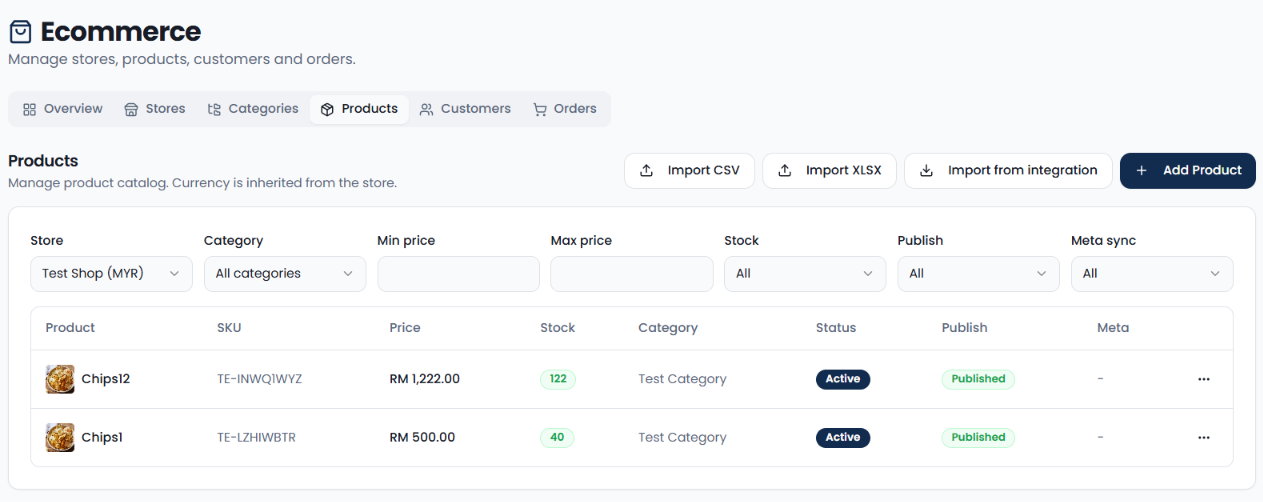 Ecommerce
Manage stores, products, customers and orders.
Overview Stores Categories Products Customers Orders
Products
Manage product catalog. Currency is inherited from the store.
Import CSV Import XLSX Import from integration + Add Product
Store Category Min price Max price Stock Publish Meta sync
Test Shop (MYR) All categories All All All
Product SKU Price Stock Category Status Publish Meta
Chips12 TE-INWQ1WYZ RM 1,222.00 122 Test Category Active Published - ...
Chips1 TE-LZHIWBTR RM 500.00 40 Test Category Active Published - ...